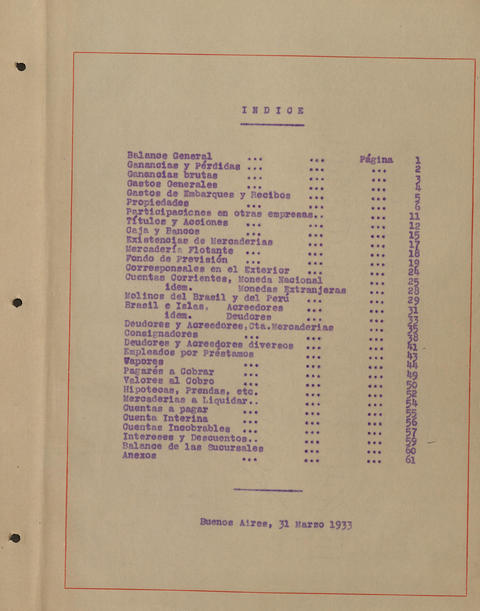 INDICE
Balance General ... ... Página 1
Ganancias y Pérdidas ... ... ... 2
Ganancias brutas ... ... ... 3
Gastos Generales ... ... ... 4
Gastos de Embarques y Recibos ... ... 5
Propiedades ... ... ... 6
Participaciones en otras empresas.. ... 11
Títulos y Acciones ... ... ... 12
Caja y Bancos ... ... ... 15
Existencias de Mercaderías ... ... 17
Mercadería Flotante ... ... ... 18
Fondo de Previsión ... ... ... 19
Corresponsales en el Exterior ... ... 24
Cuentas Corrientes, Moneda Nacional ... 25
idem. Monedas Extranjeras ... 28
Molinos del Brasil y del Perú ... ... 29
Brasil e Islas, Acreedores ... ... 31
idem. Deudores ... ... 33
Deudores y Acreedores,Cta.Mercaderias ... 35
Consignadores ... ... ... 38
Deudores y Acreedores diversos ... ... 41
Empleados por Préstamos ... ... 43
Vapores ... ... ... 44
Pagarés a Cobrar ... ... ... 49
Valores al Cobro ... ... ... 50
Hipotecas, Prendas, etc. ... ... 52
Mercaderías a Liquidar.. ... ... 54
Cuentas a pagar ... ... ... 55
Cuenta Interina ... ... ... 56
Cuentas Incobrables ... ... ... 57
Intereses y Descuentos.. ... ... 59
Balance de las Sucursales ... ... 60
Anexos ... ... ... 61
Buenos Aires, 31 Marzo 1933